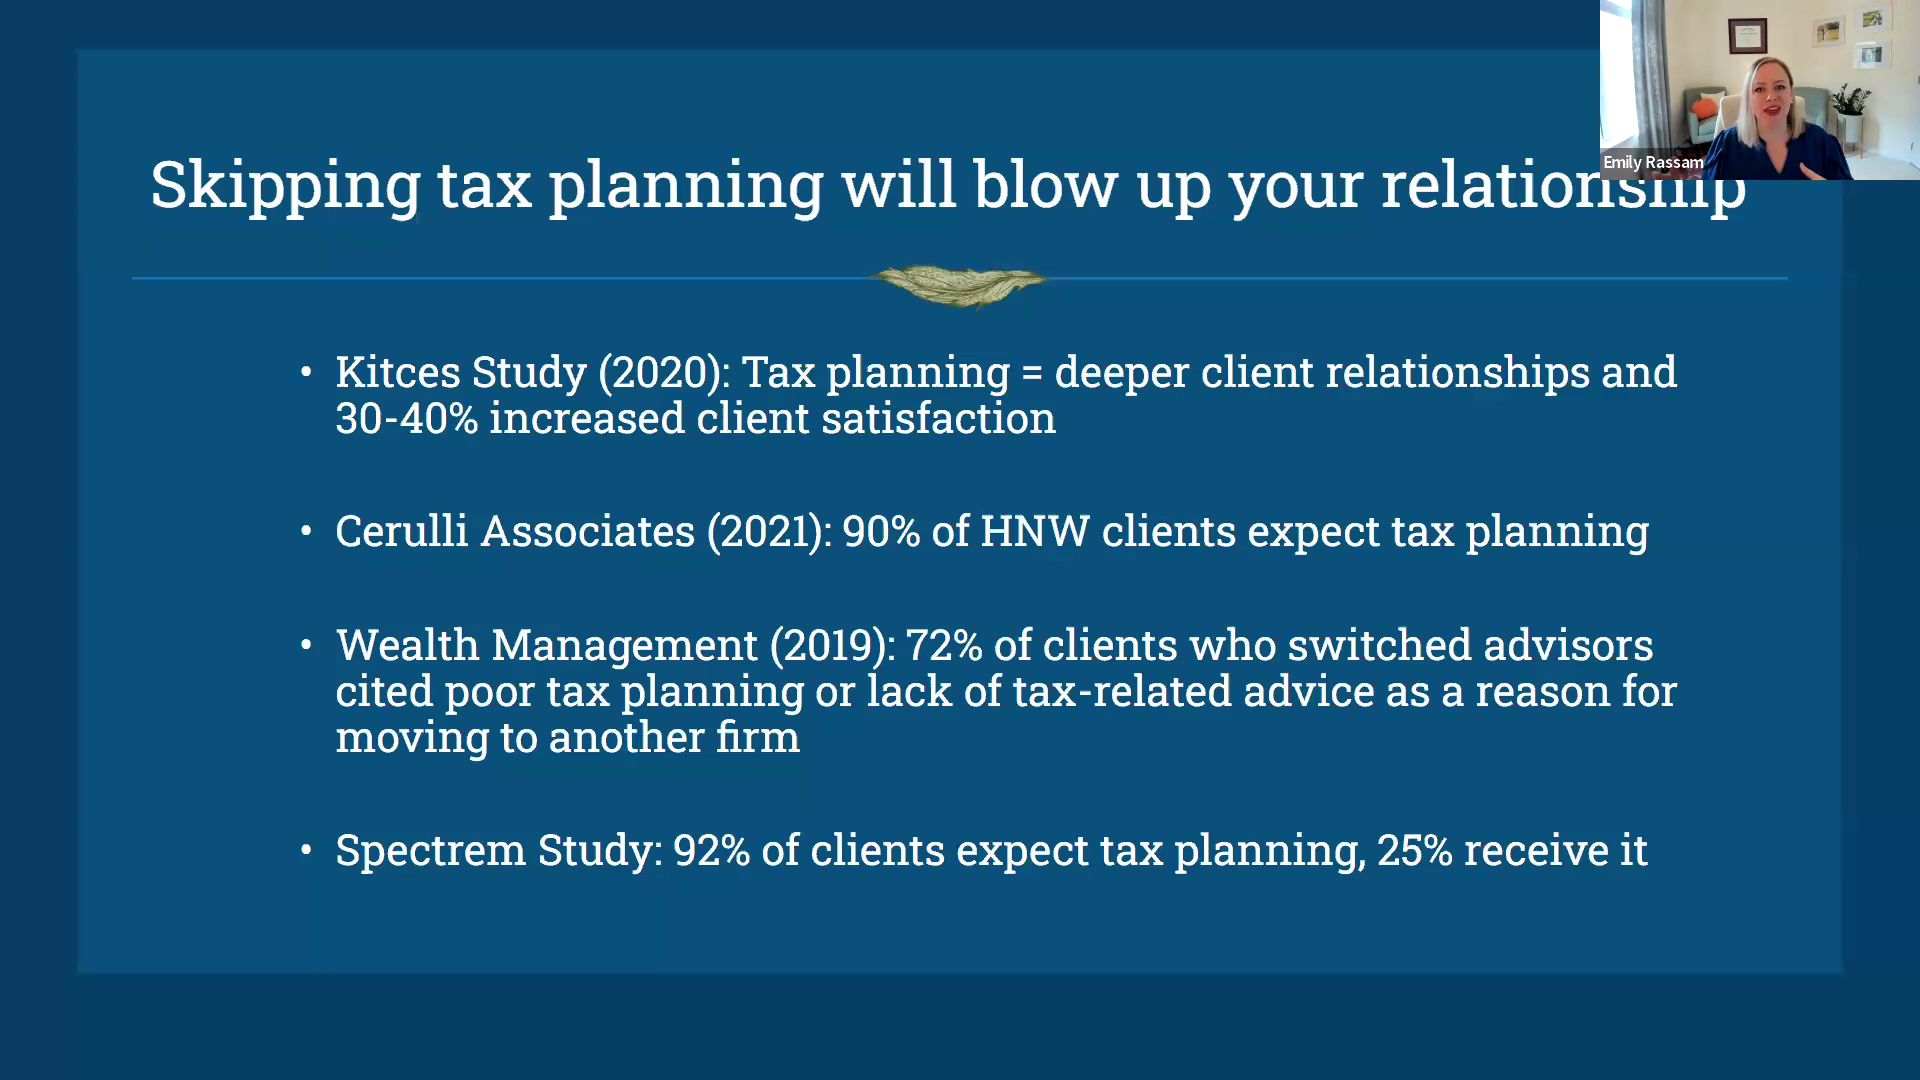 Emily Rassam
Skipping tax planning will blow up your relationship
• Kitces Study (2020): Tax planning = deeper client relationships and
30-40% increased client satisfaction
• Cerulli Associates (2021): 90% of HNW clients expect tax planning
• Wealth Management (2019): 72% of clients who switched advisors
cited poor tax planning or lack of tax-related advice as a reason for
moving to another firm
• Spectrem Study: 92% of clients expect tax planning, 25% receive it